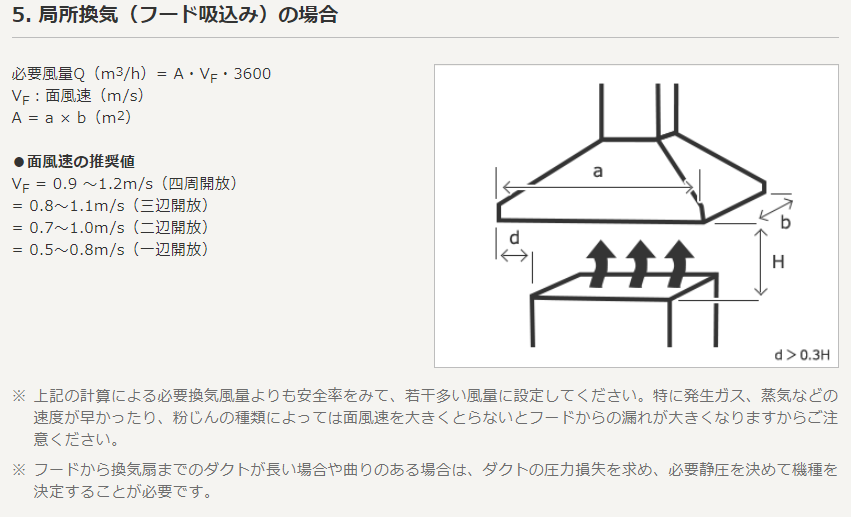 5. 局所換気（フード吸込み）の場合
必要風量Q（m3/h）= A・VF・3600
VF：面風速（m/s）
A = a × b（m2）
●面風速の推奨値
VF = 0.9 ～1.2m/s（四周開放）
= 0.8～1.1m/s（三辺開放）
= 0.7～1.0m/s（二辺開放）
= 0.5～0.8m/s（一辺開放）
a
b
d
H
d＞0.3H
※ 上記の計算による必要換気風量よりも安全率をみて、若干多い風量に設定してください。特に発生ガス、蒸気などの
速度が早かったり、粉じんの種類によっては面風速を大きくとらないとフードからの漏れが大きくなりますからご注
意ください。
※ フードから換気扇までのダクトが長い場合や曲りのある場合は、ダクトの圧力損失を求め、必要静圧を決めて機種を
決定することが必要です。